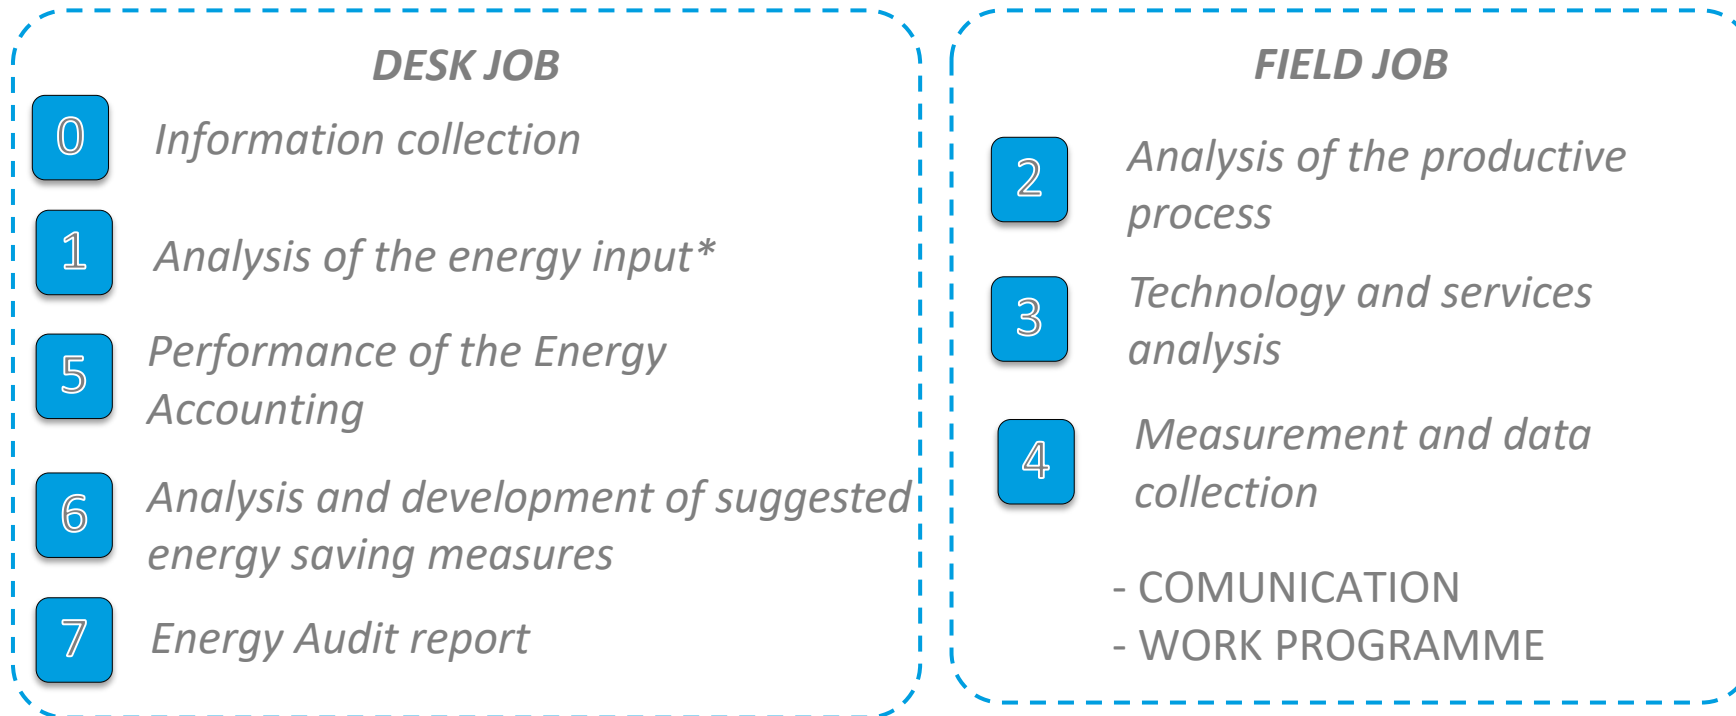 DESK JOB
0 Information collection
1 Analysis of the energy input*
5 Performance of the Energy
Accounting
6 Analysis and development of suggested
energy saving measures
7 Energy Audit report
FIELD JOB
2 Analysis of the productive
process
3 Technology and services
analysis
4 Measurement and data
collection
- COMUNICATION
- WORK PROGRAMME